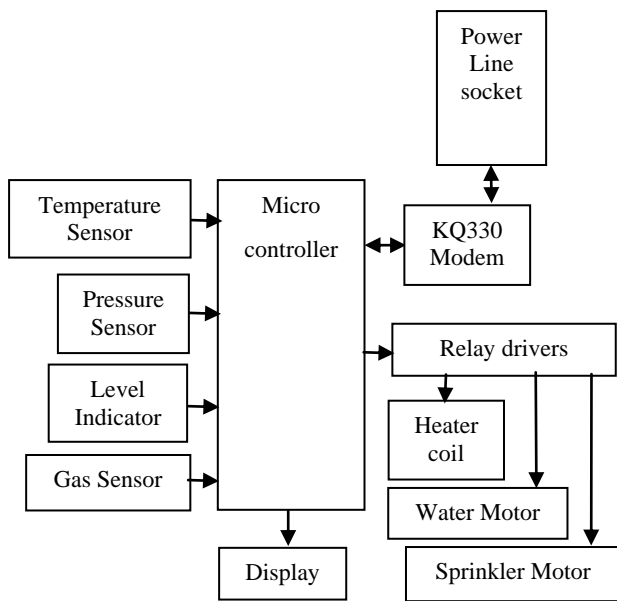 Power
Line
socket
Temperature
Sensor
Micro
controller
KQ330
Modem
Pressure
Sensor
Relay drivers
Level
Indicator
Heater
coil
Gas Sensor
Water Motor
Display
Sprinkler Motor